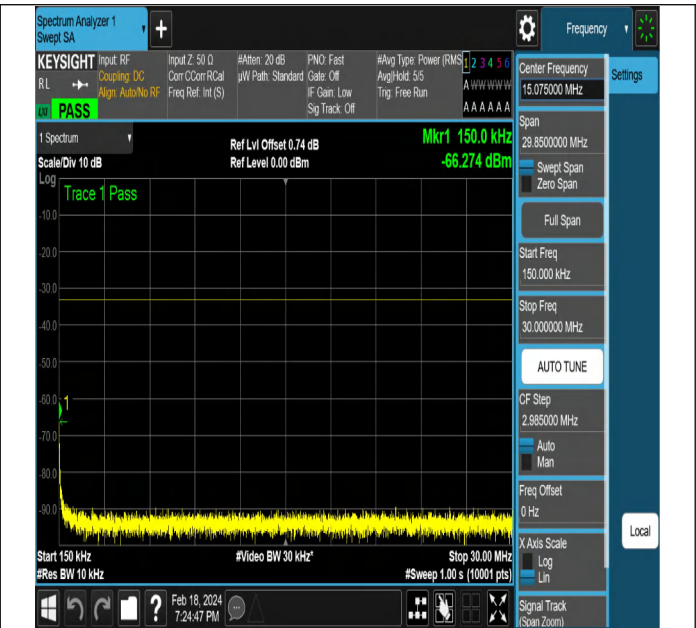 Spectrum Analyzer 1
Swept SA
Frequency
KEYSIGHT
RL
PASS
Input: RF
Coupling: DC
Align: Auto/No RF
Input Z: 50 Ω
Corr CCorr RCal
Freq Ref: Int (S)
#Atten: 20 dB
µW Path: Standard
PNO: Fast
Gate: Off
IF Gain: Low
Sig Track: Off
#Avg Type: Power (RMS
Avg|Hold: 5/5
Trig: Free Run
1 2 3 4 5 6
A W W W W W
A A A A A A
1 Spectrum
Scale/Div 10 dB
Ref Lvl Offset 0.74 dB
Ref Level 0.00 dBm
Mkr1 150.0 kHz
-66.274 dBm
Log
Trace 1 Pass
-10.0
-20.0
-30.0
-40.0
-50.0
-60.0
1
-70.0
-80.0
-90.0
Start 150 kHz
#Res BW 10 kHz
#Video BW 30 kHz*
Stop 30.00 MHz
#Sweep 1.00 s (10001 pts)
Feb 18, 2024
7:24:47 PM
?
Center Frequency
15.075000 MHz
Settings
Span
29.8500000 MHz
Swept Span
Zero Span
Full Span
Start Freq
150.000 kHz
Stop Freq
30.000000 MHz
AUTO TUNE
CF Step
2.985000 MHz
Auto
Man
Freq Offset
0 Hz
Local
X Axis Scale
Log
Lin
Signal Track
(Span Zoom)